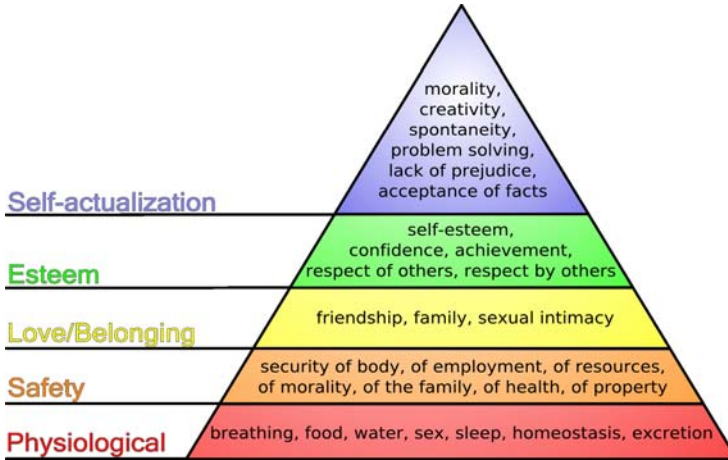 morality,
creativity,
spontaneity,
problem solving,
lack of prejudice,
acceptance of facts
Self-actualization
self-esteem,
confidence, achievement,
respect of others, respect by others
Esteem
friendship, family, sexual intimacy
Love/Belonging
security of body, of employment, of resources,
of morality, of the family, of health, of property
Safety
breathing, food, water, sex, sleep, homeostasis, excretion
Physiological